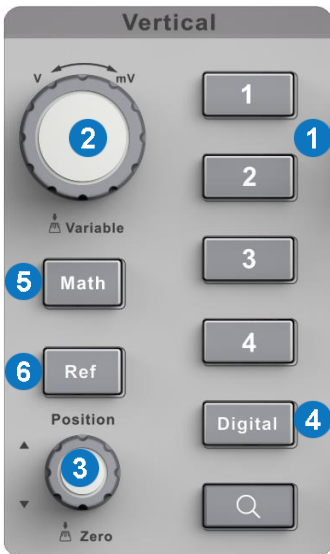 Vertical
V mV
1
2
1
2
Variable
3
5
Math
4
6
Ref
Position
Digital
4
3
Zero